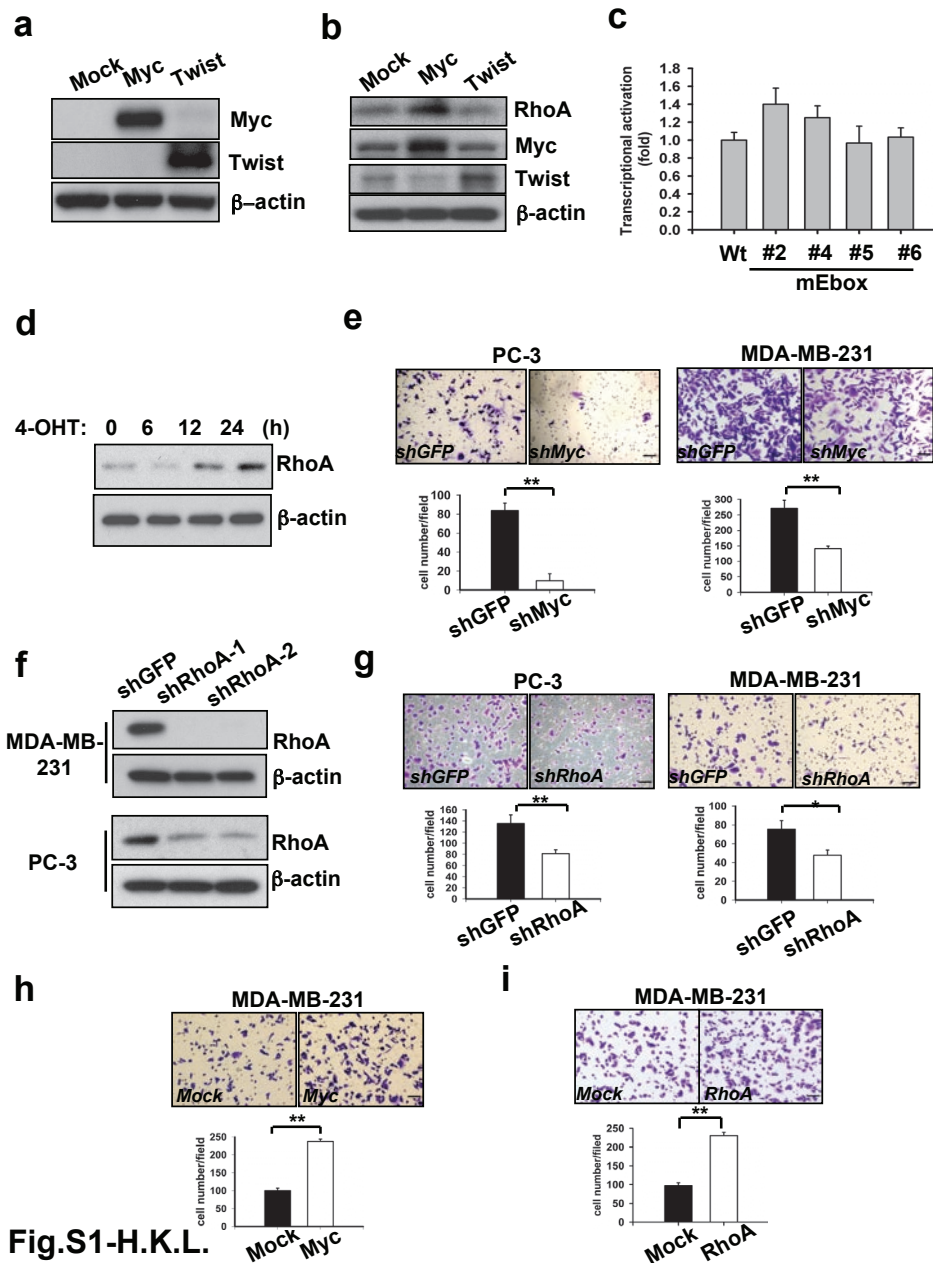 a
Mock Myc Twist
Myc
Twist
β–actin
b
Mock Myc Twist
RhoA
Myc
Twist
β-actin
c
Transcriptional activation
(fold)
1.6
1.4
1.2
1.0
0.8
0.6
0.4
0.2
0.0
Wt #2 #4 #5 #6
mEbox
d
4-OHT: 0 6 12 24 (h)
RhoA
β-actin
e
PC-3
shGFP shMyc
**
cell number/field
100
80
60
40
20
0
shGFP shMyc
MDA-MB-231
shGFP shMyc
**
cell number/field
350
300
250
200
150
100
50
0
shGFP shMyc
f
shGFP shRhoA-1 shRhoA-2
MDA-MB-
231
RhoA
β-actin
PC-3
RhoA
β-actin
g
PC-3
shGFP shRhoA
**
cell number/field
160
140
120
100
80
60
40
20
0
shGFP shRhoA
MDA-MB-231
shGFP shRhoA
*
cell number/field
100
80
60
40
20
0
shGFP shRhoA
h
MDA-MB-231
Mock Myc
**
cell number/field
250
200
150
100
50
0
Mock Myc
i
MDA-MB-231
Mock RhoA
**
cell number/filed
250
200
150
100
50
0
Mock RhoA
Fig.S1-H.K.L.